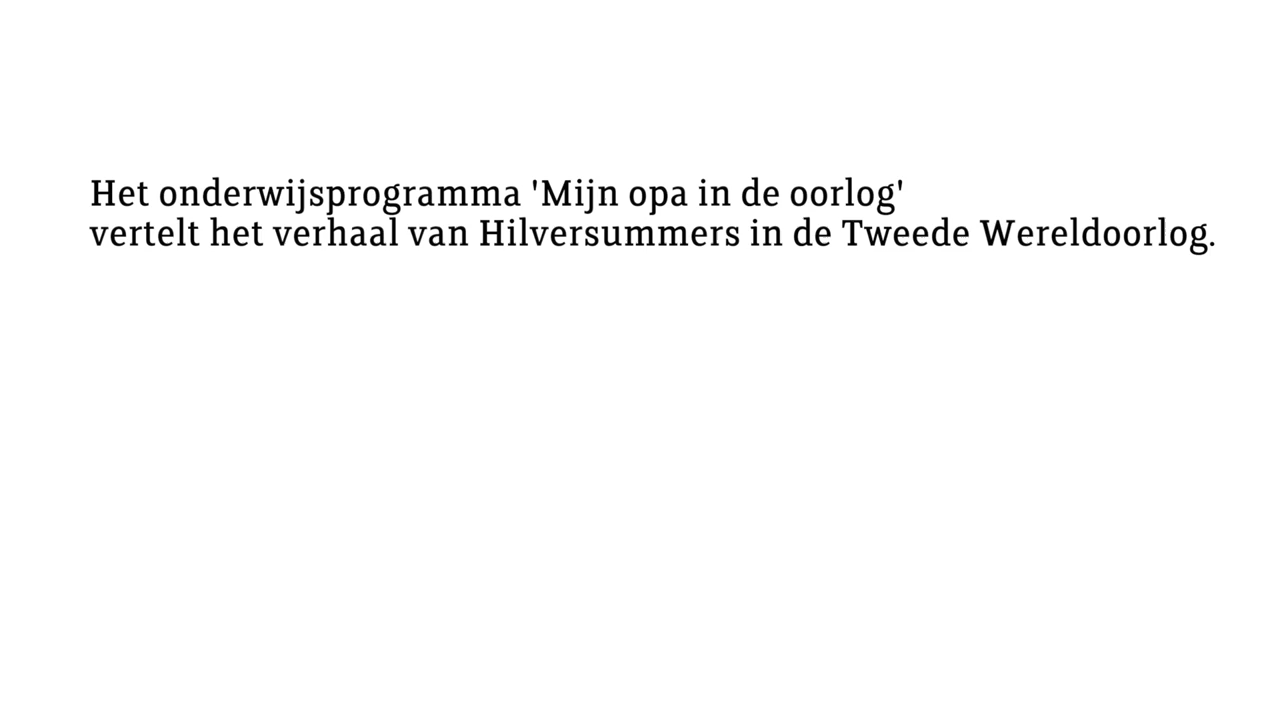 Het onderwijsprogramma 'Mijn opa in de oorlog'
vertelt het verhaal van Hilversummers in de Tweede Wereldoorlog.